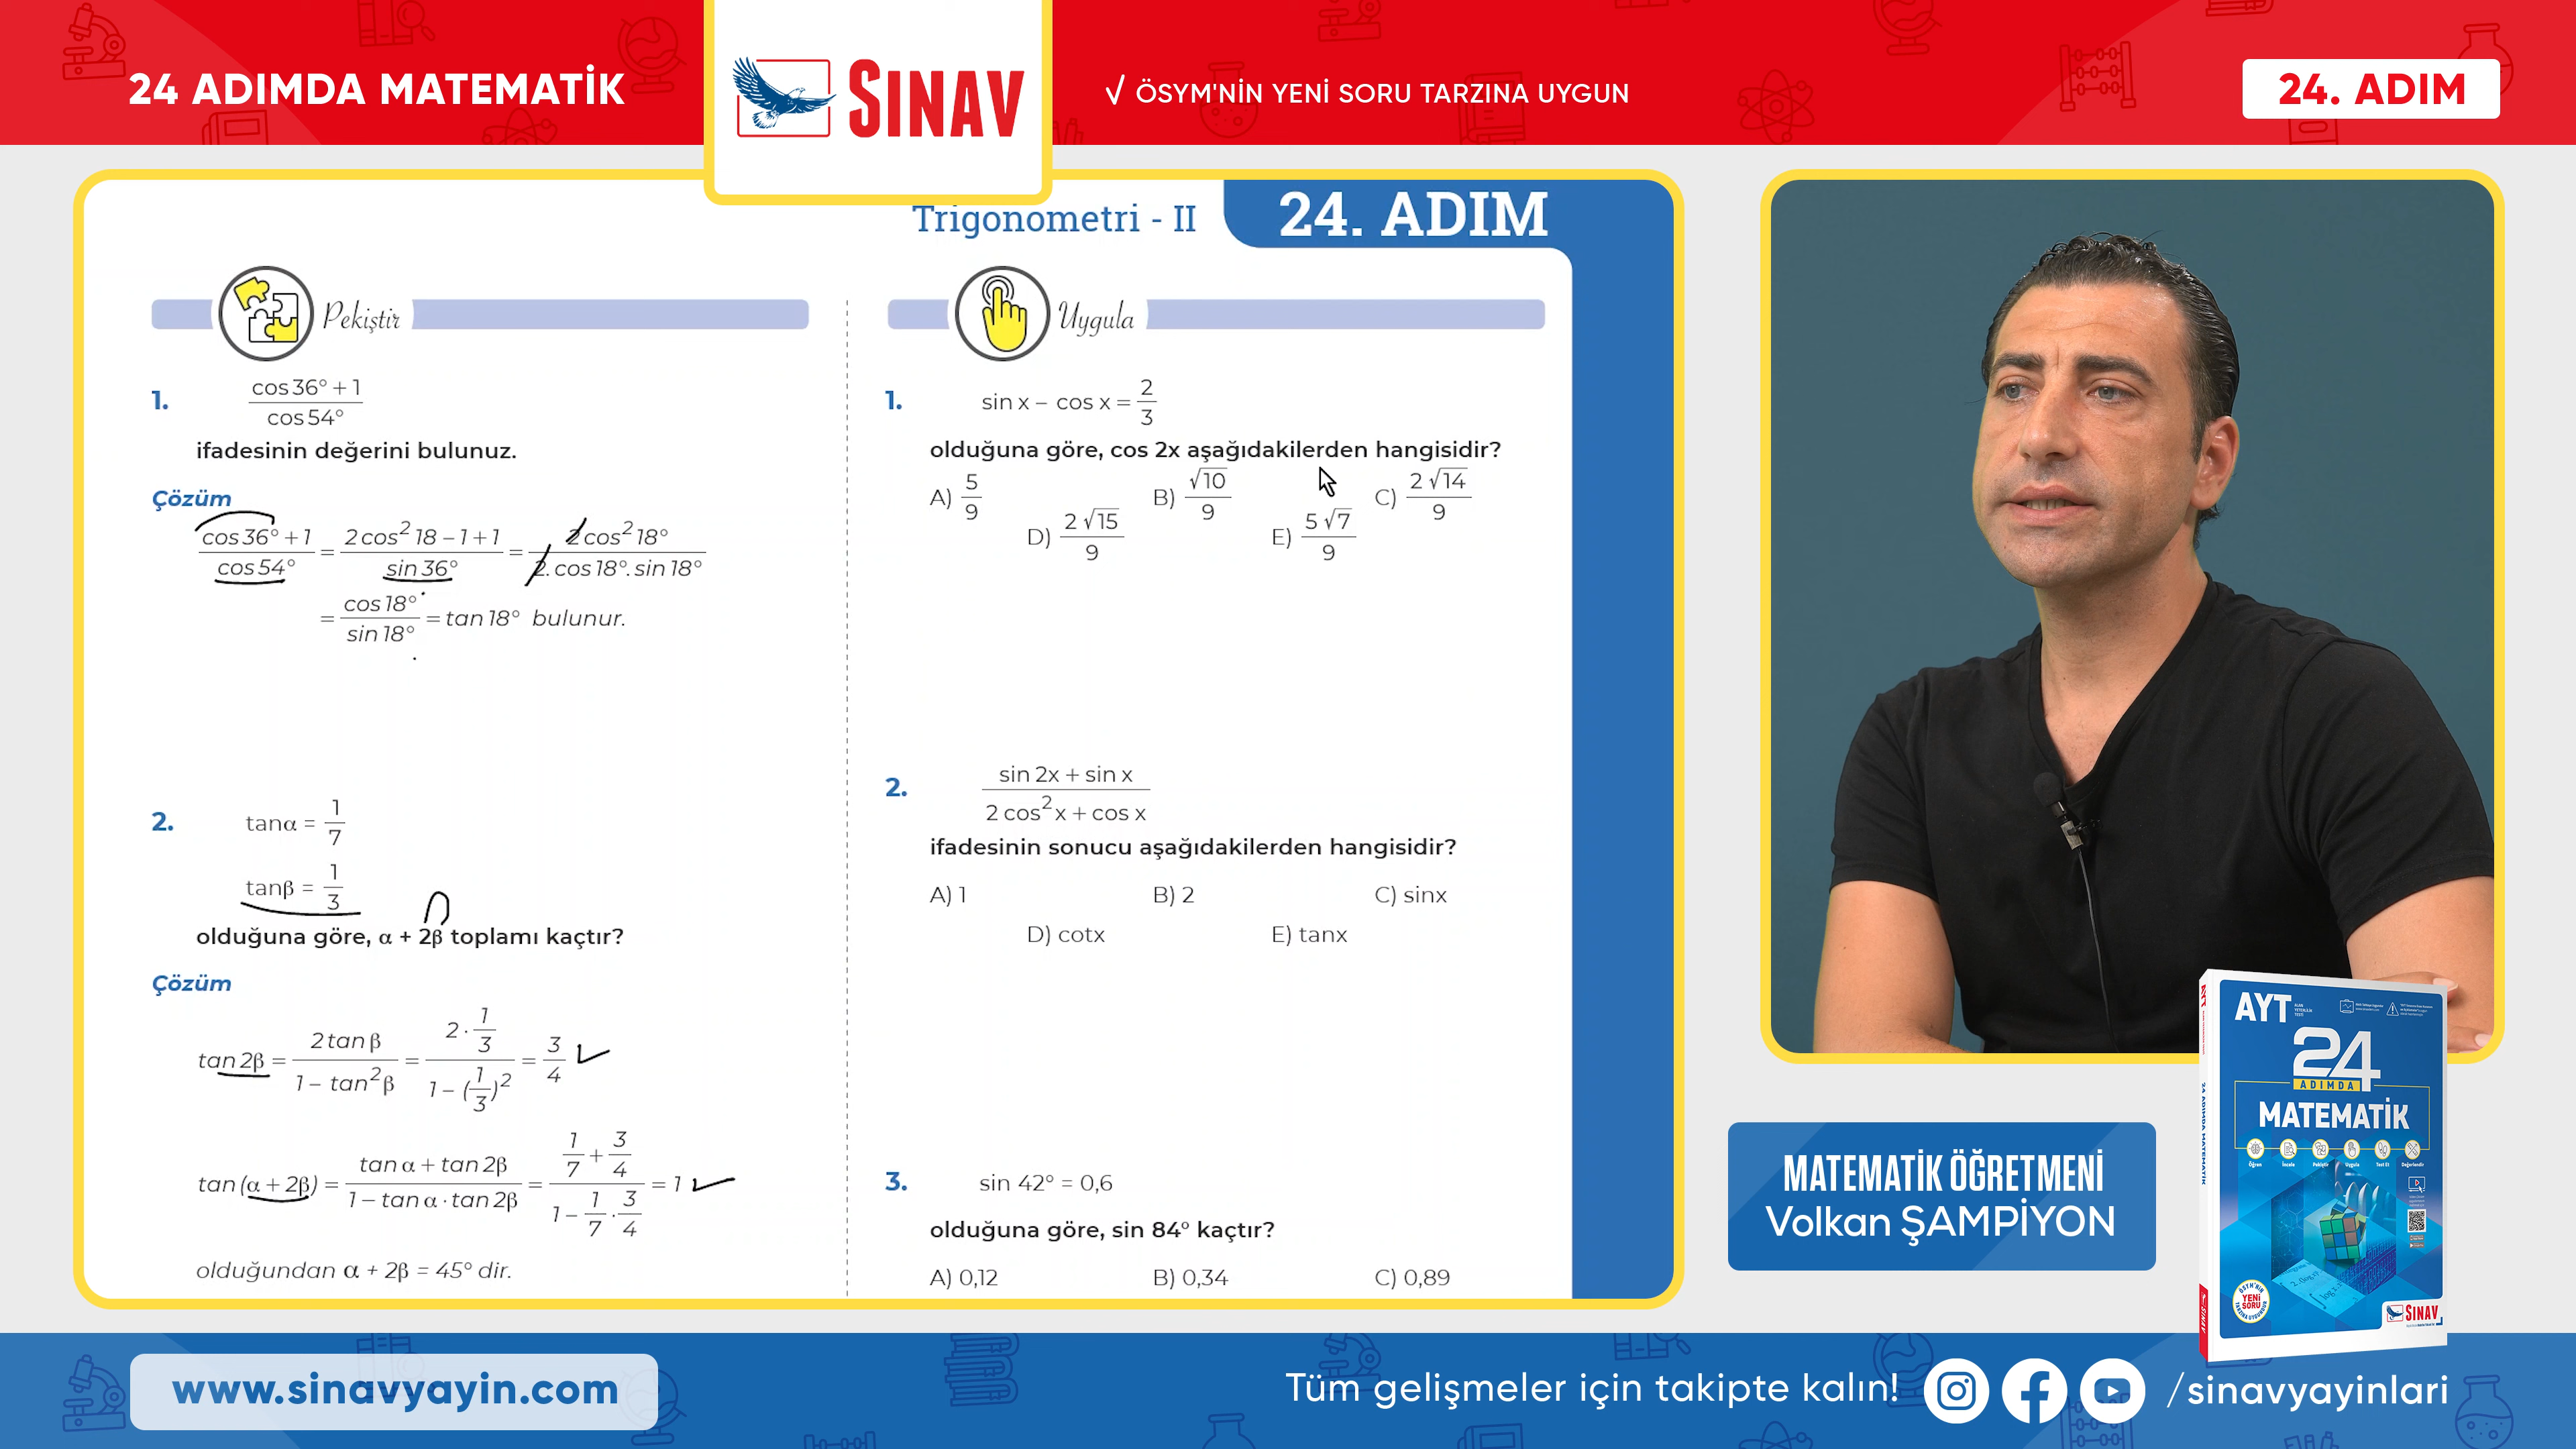 24 ADIMDA MATEMATİK
SINAV
√ ÖSYM'NİN YENİ SORU TARZINA UYGUN
24. ADIM
Trigonometri - II
24. ADIM
Pekiştir
1. (cos 36° + 1) / (cos 54°)
ifadesinin değerini bulunuz.
Çözüm
(cos 36° + 1) / (cos 54°) = (2 cos² 18 – 1 + 1) / (sin 36°) = (2 cos² 18°) / (2. cos 18°. sin 18°)
= (cos 18°) / (sin 18°) = tan 18° bulunur.
2. tanα = 1/7
tanβ = 1/3
olduğuna göre, α + 2β toplamı kaçtır?
Çözüm
tan 2β = (2 tan β) / (1 – tan² β) = (2 · 1/3) / (1 – (1/3)²) = 3/4
tan (α + 2β) = (tan α + tan 2β) / (1 – tan α · tan 2β) = (1/7 + 3/4) / (1 – 1/7 · 3/4) = 1
olduğundan α + 2β = 45° dir.
Uygula
1. sin x – cos x = 2/3
olduğuna göre, cos 2x aşağıdakilerden hangisidir?
A) 5/9 B) √10/9 C) 2√14/9
D) 2√15/9 E) 5√7/9
2. (sin 2x + sin x) / (2 cos² x + cos x)
ifadesinin sonucu aşağıdakilerden hangisidir?
A) 1 B) 2 C) sinx
D) cotx E) tanx
3. sin 42° = 0,6
olduğuna göre, sin 84° kaçtır?
A) 0,12 B) 0,34 C) 0,89
MATEMATİK ÖĞRETMENİ
Volkan ŞAMPİYON
AYT
24
ADIMDA
MATEMATİK
YENİ
SORU
SINAV
www.sinavyayin.com
Tüm gelişmeler için takipte kalın!
/sinavyayinlari